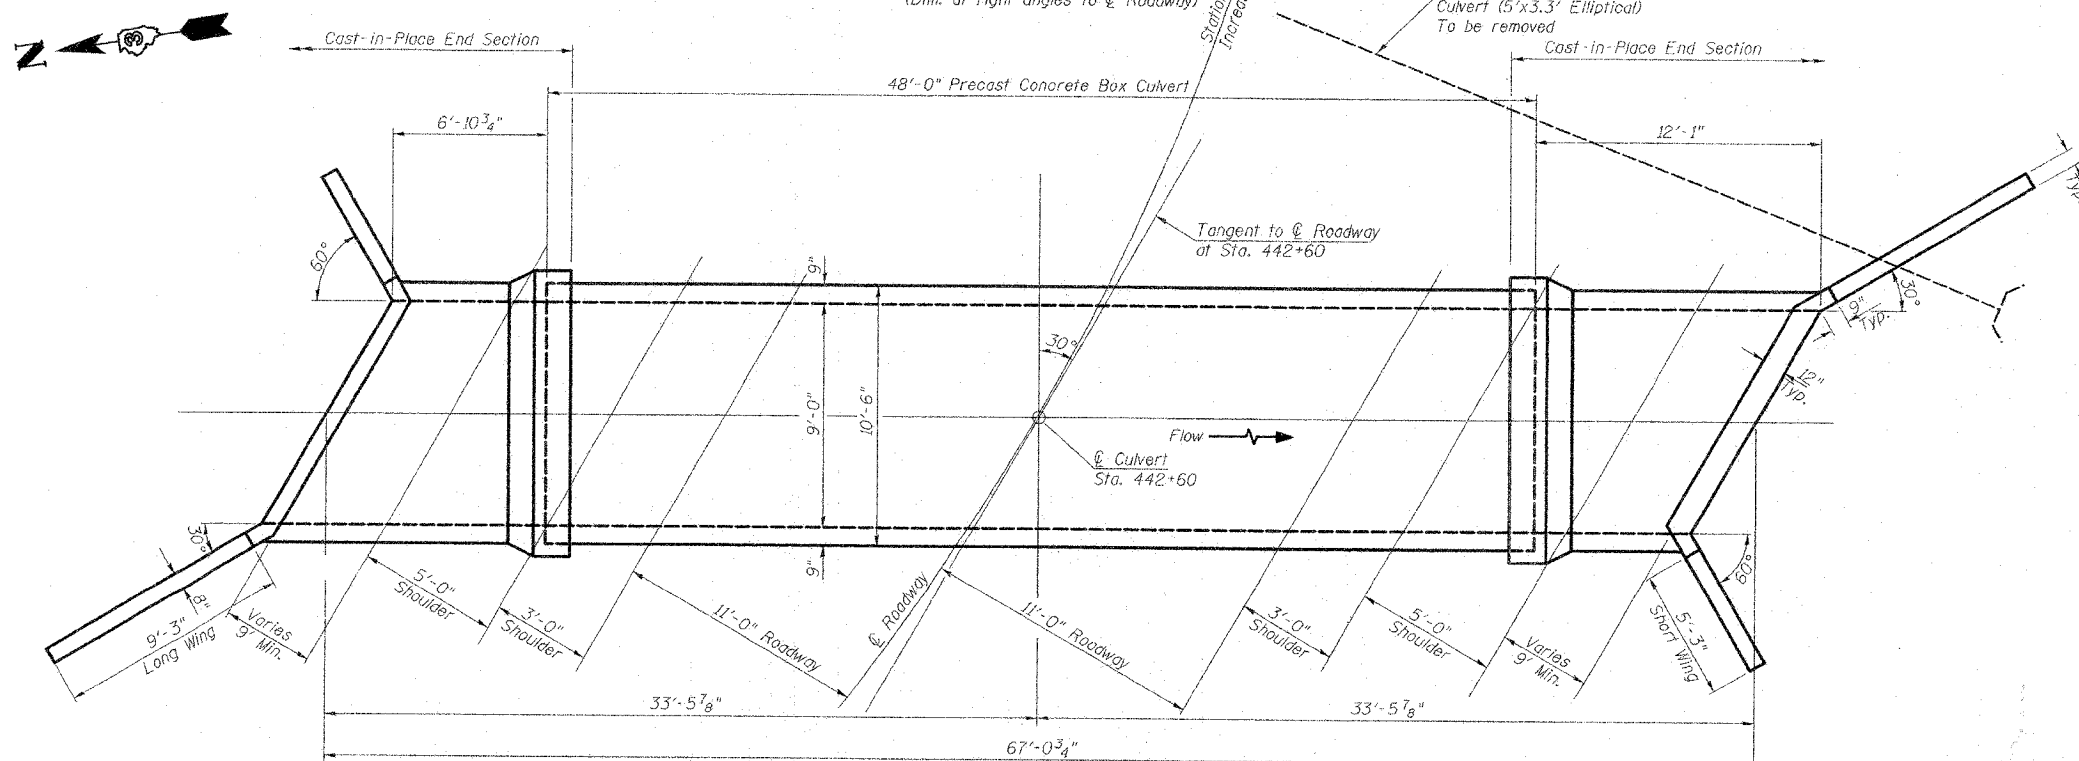 (Dim. at right angles to ℄ Roadway)
Culvert (5'x3.3' Elliptical)
To be removed
N
3
Cast-in-Place End Section
Cast-in-Place End Section
48'-0" Precast Concrete Box Culvert
6'-10¾"
12'-1"
Typ.
60°
9"
Tangent to ℄ Roadway
at Sta. 442+60
30°
30°
9"
Typ.
12"
Typ.
9'-0"
10'-6"
Flow
℄ Culvert
Sta. 442+60
30°
60°
9"
8"
9'-3"
Long Wing
Varies
9' Min.
5'-0"
Shoulder
3'-0"
Shoulder
11'-0" Roadway
℄ Roadway
11'-0" Roadway
3'-0"
Shoulder
5'-0"
Shoulder
Varies
9' Min.
5'-3"
Short Wing
33'-5⅞"
33'-5⅞"
67'-0¾"